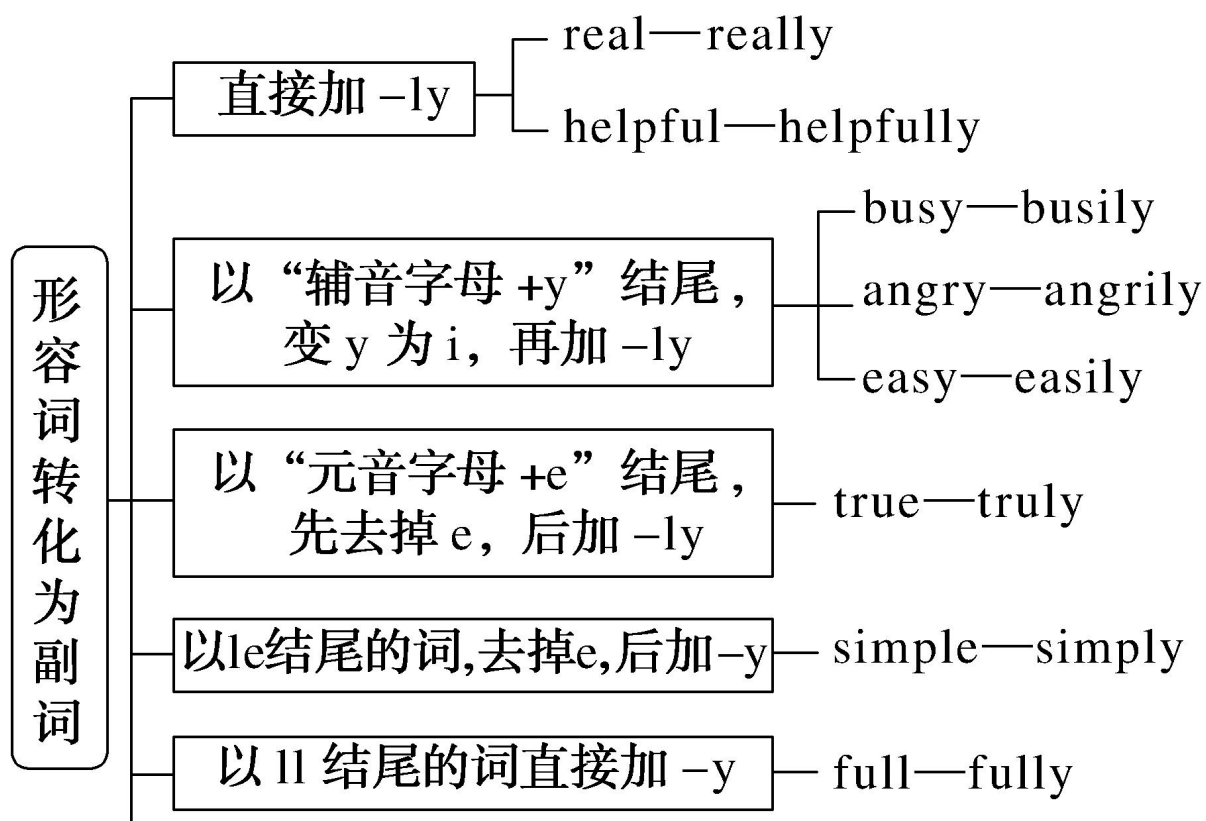 形容词转化为副词
直接加 –ly
real—really
helpful—helpfully
以“辅音字母 +y”结尾，
变 y 为 i，再加 –ly
busy—busily
angry—angrily
easy—easily
以“元音字母 +e”结尾，
先去掉 e，后加 –ly
true—truly
以le结尾的词,去掉e,后加–y
simple—simply
以 ll 结尾的词直接加 –y
full—fully